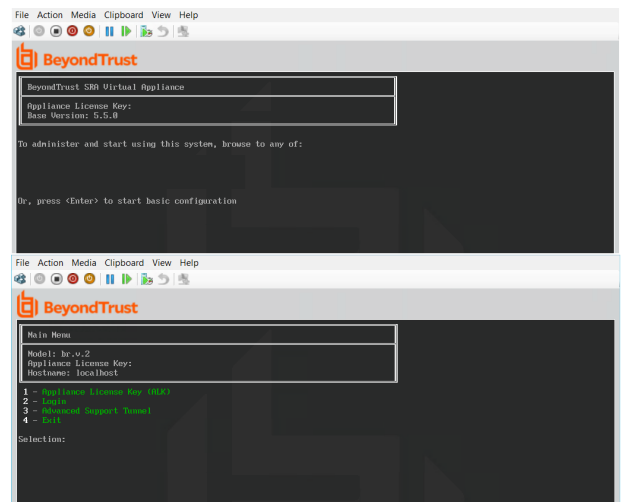 File Action Media Clipboard View Help
BeyondTrust
BeyondTrust SRA Virtual Appliance
Appliance License Key:
Base Version: 5.5.0
To administer and start using this system, browse to any of:
Or, press <Enter> to start basic configuration
File Action Media Clipboard View Help
BeyondTrust
Main Menu
Model: br.v.2
Appliance License Key:
Hostname: localhost
1 - Appliance License Key (ALK)
2 - Login
3 - Advanced Support Tunnel
4 - Exit
Selection: